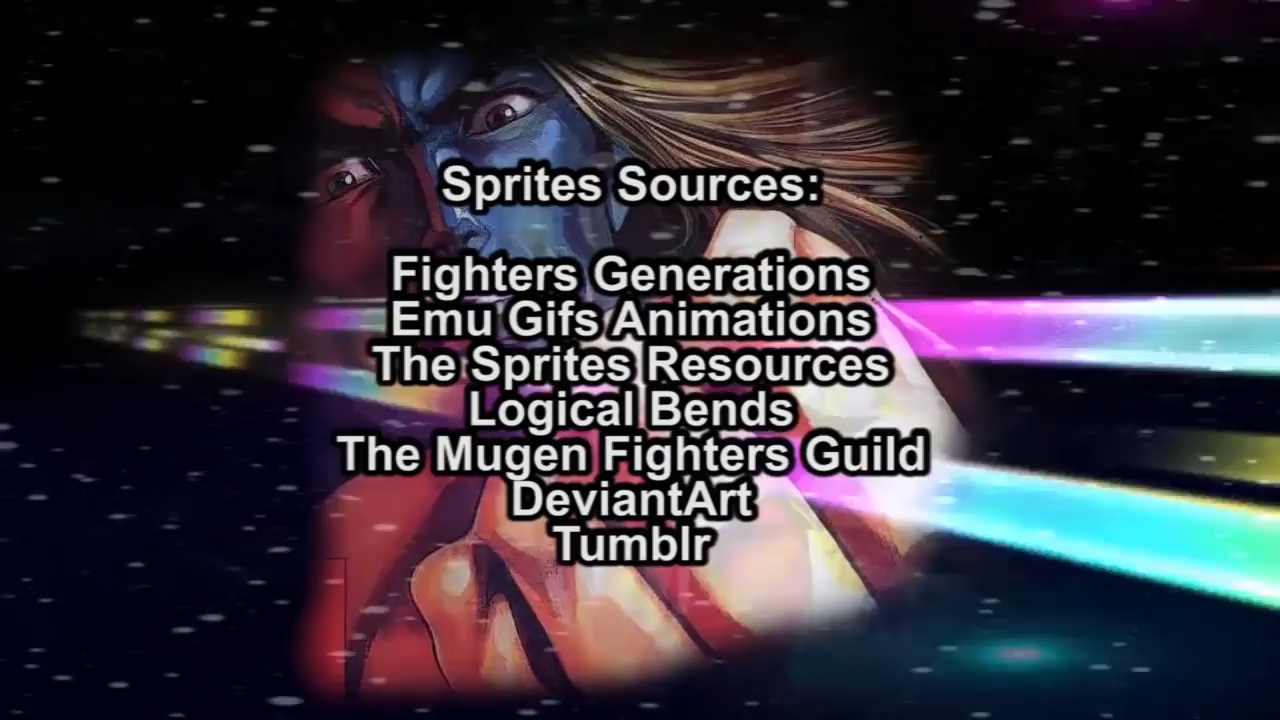 Sprites Sources:
Fighters Generations
Emu Gifs Animations
The Sprites Resources
Logical Bends
The Mugen Fighters Guild
DeviantArt
Tumblr